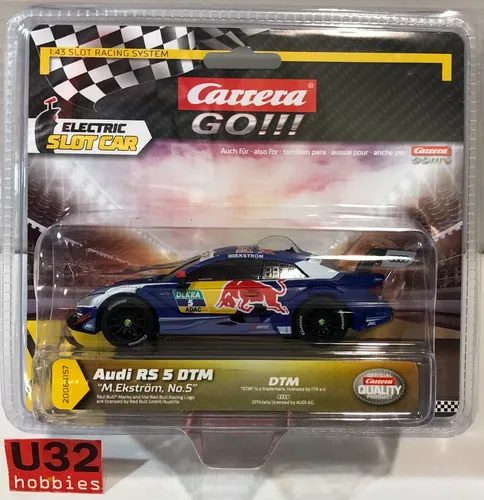 1:43 SLOT RACING SYSTEM
Carrera
GO!!!
ELECTRIC
SLOT CAR
Auch für · also for · también para · aussi pour · anche per
Carrera
EKSTRÖM
DEKRA
5
ADAC
20064157
Audi RS 5 DTM
"M.Ekström, No.5"
Red Bull® Marks and the Red Bull Racing Logo
are licensed by Red Bull GmbH/Austria
DTM
"DTM" is a trademark, licensed by ITR e.V.
Officially licensed by AUDI AG.
OFFICIAL
Carrera
QUALITY
PRODUCT
U32
hobbies